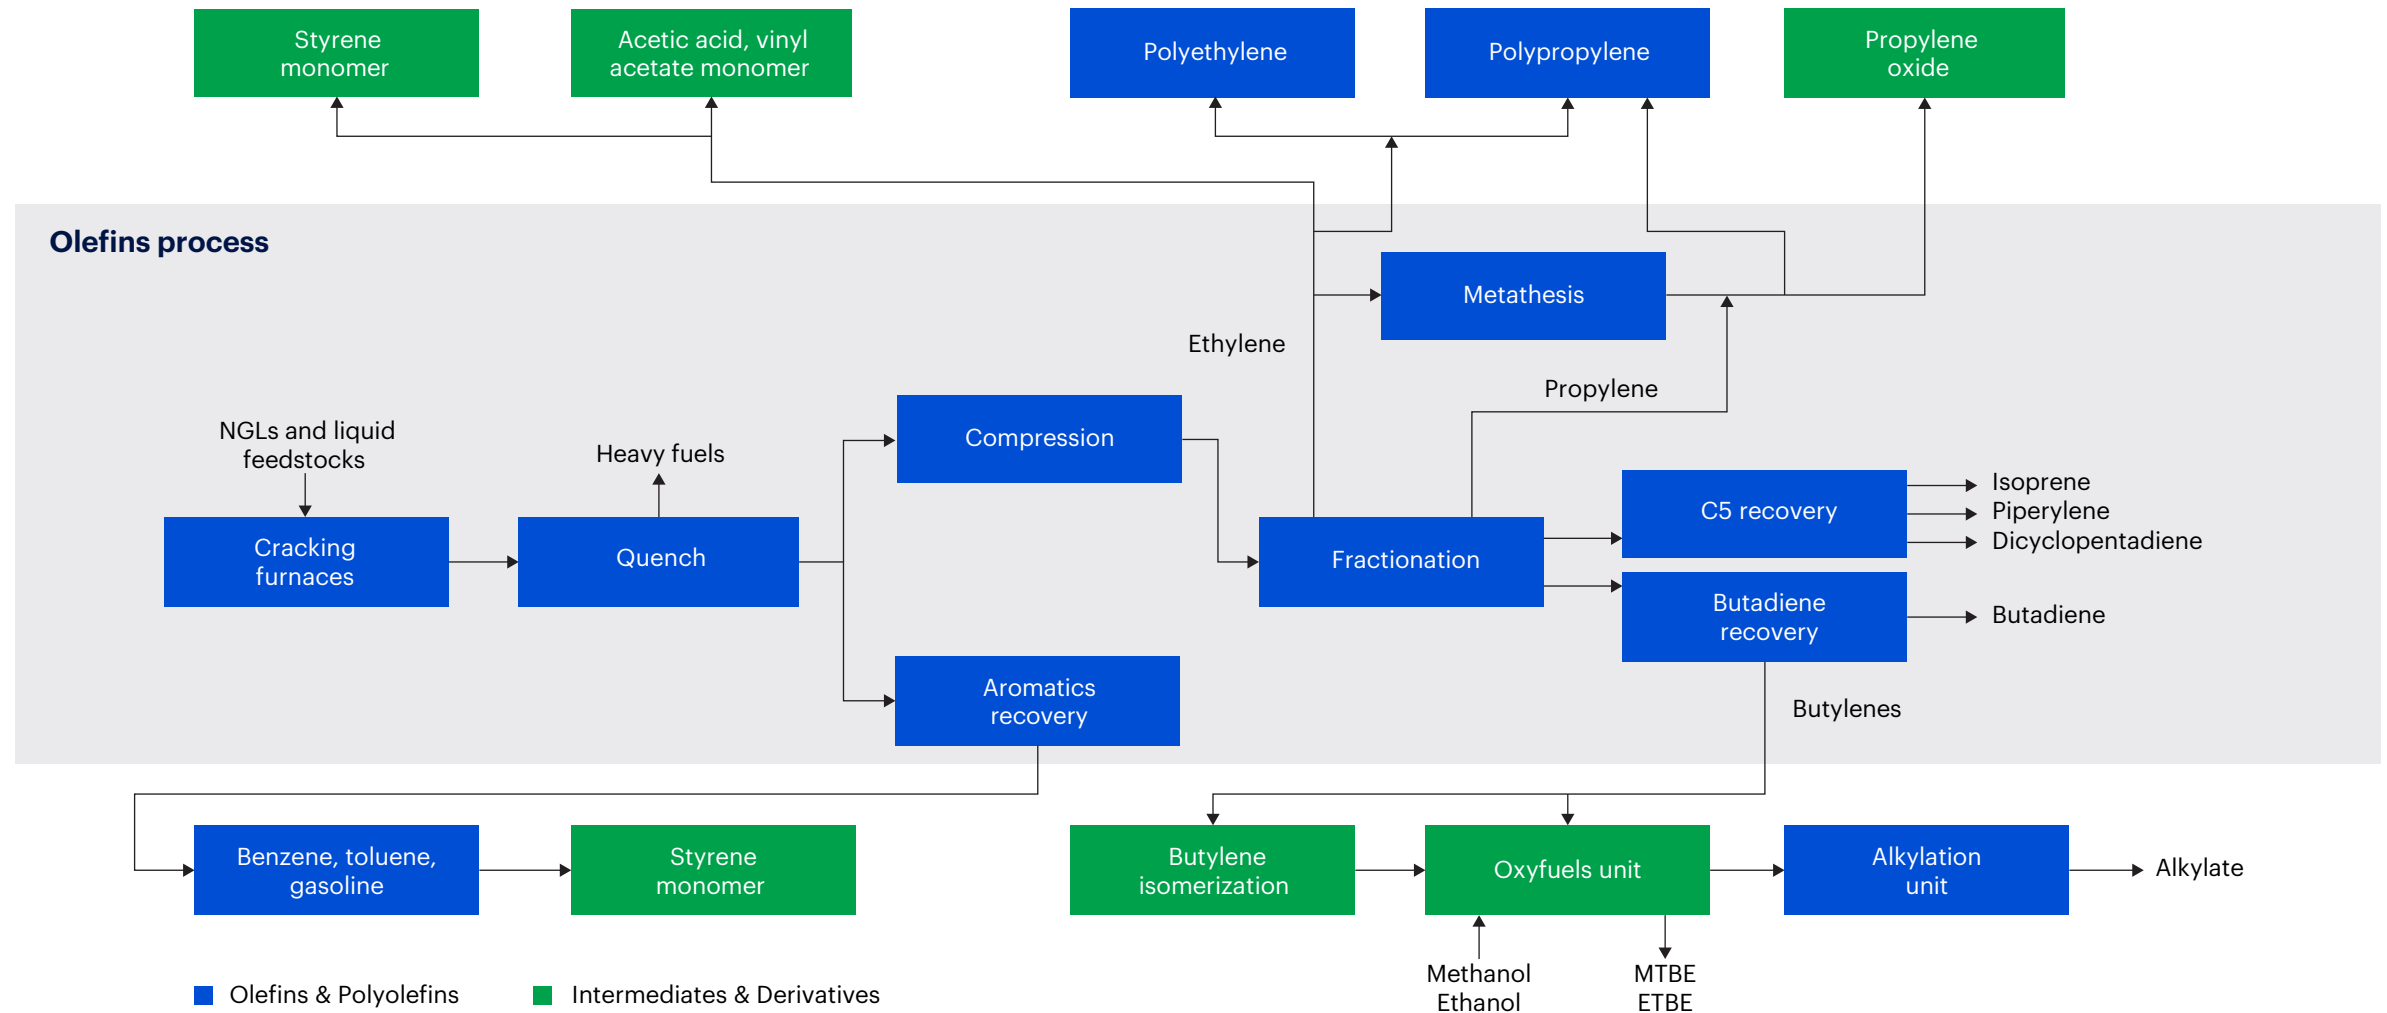 Styrene
monomer
Acetic acid, vinyl
acetate monomer
Polyethylene
Polypropylene
Propylene
oxide
Olefins process
Metathesis
Ethylene
Propylene
Compression
NGLs and liquid
feedstocks
Heavy fuels
Cracking
furnaces
Quench
Fractionation
C5 recovery
Isoprene
Piperylene
Dicyclopentadiene
Butadiene
recovery
Butadiene
Aromatics
recovery
Butylenes
Benzene, toluene,
gasoline
Styrene
monomer
Butylene
isomerization
Oxyfuels unit
Alkylation
unit
Alkylate
Methanol
Ethanol
MTBE
ETBE
Olefins & Polyolefins
Intermediates & Derivatives